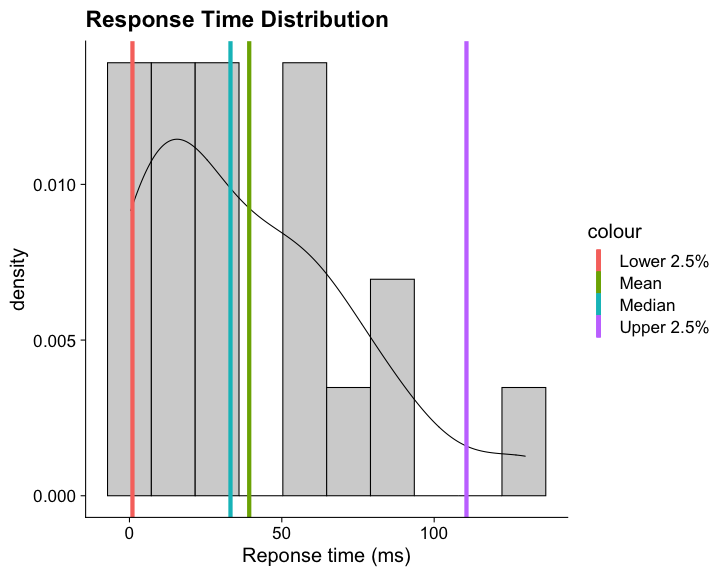 Response Time Distribution
density
0.010
0.005
0.000
0
50
100
Reponse time (ms)
colour
Lower 2.5%
Mean
Median
Upper 2.5%